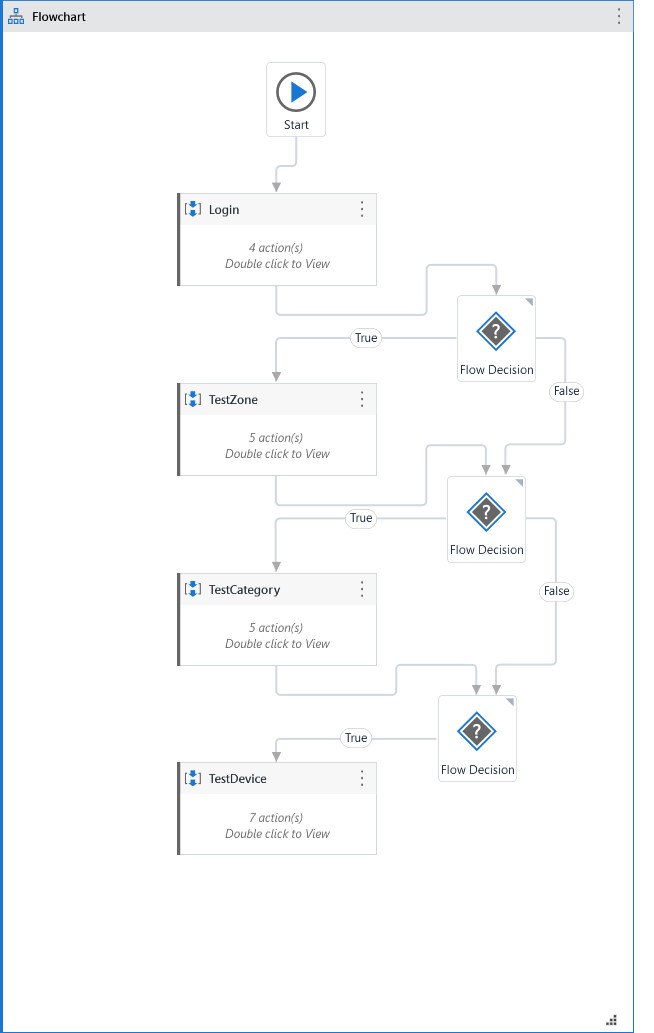 Flowchart
Start
Login
4 action(s)
Double click to View
?
Flow Decision
True
False
TestZone
5 action(s)
Double click to View
?
Flow Decision
True
False
TestCategory
5 action(s)
Double click to View
?
Flow Decision
True
TestDevice
7 action(s)
Double click to View